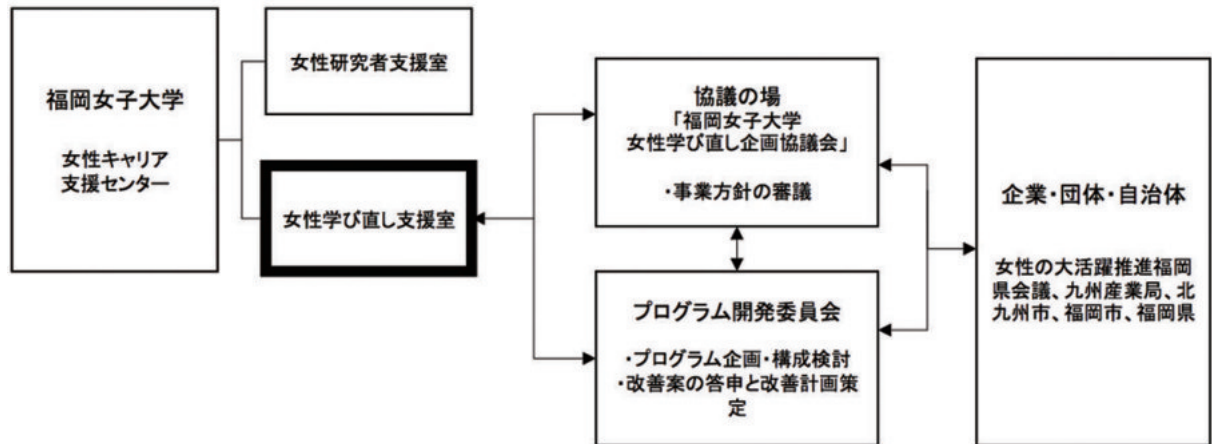 福岡女子大学
女性キャリア
支援センター
女性研究者支援室
女性学び直し支援室
協議の場
「福岡女子大学
女性学び直し企画協議会」
・事業方針の審議
プログラム開発委員会
・プログラム企画・構成検討
・改善案の答申と改善計画策
定
企業・団体・自治体
女性の大活躍推進福岡
県会議、九州産業局、北
九州市、福岡市、福岡県